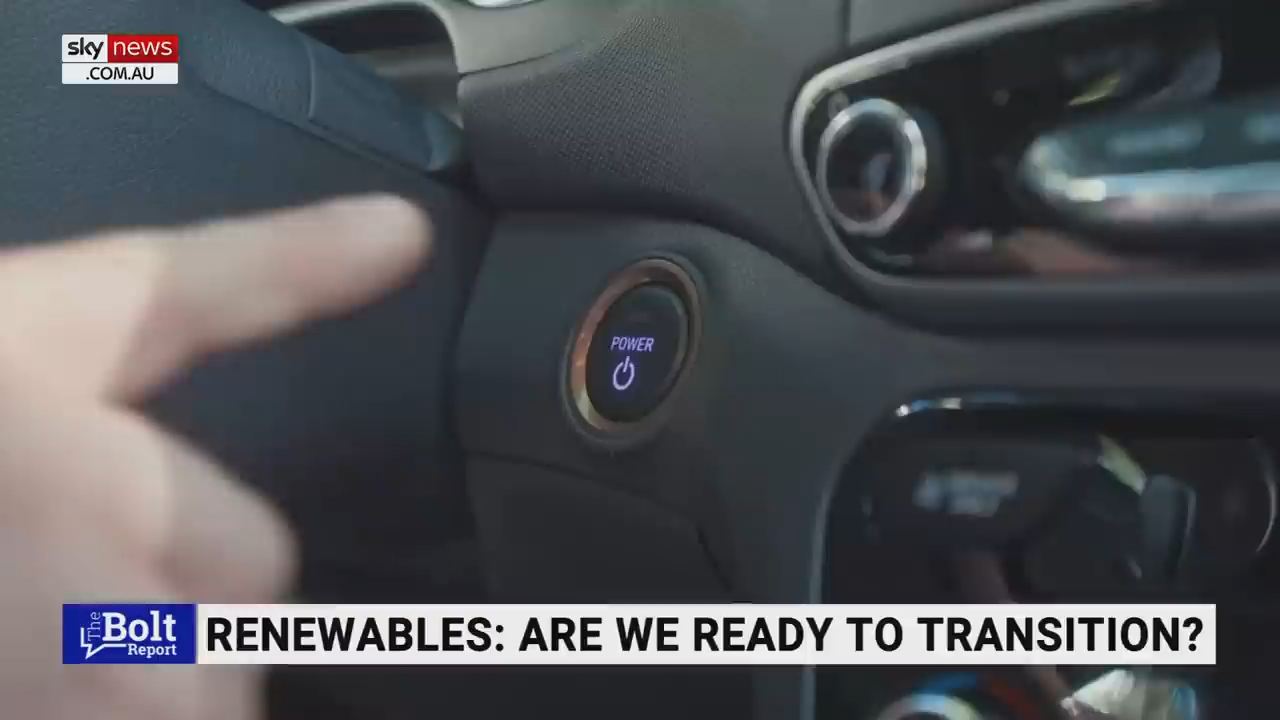 sky news
.COM.AU
POWER
The Bolt Report
RENEWABLES: ARE WE READY TO TRANSITION?